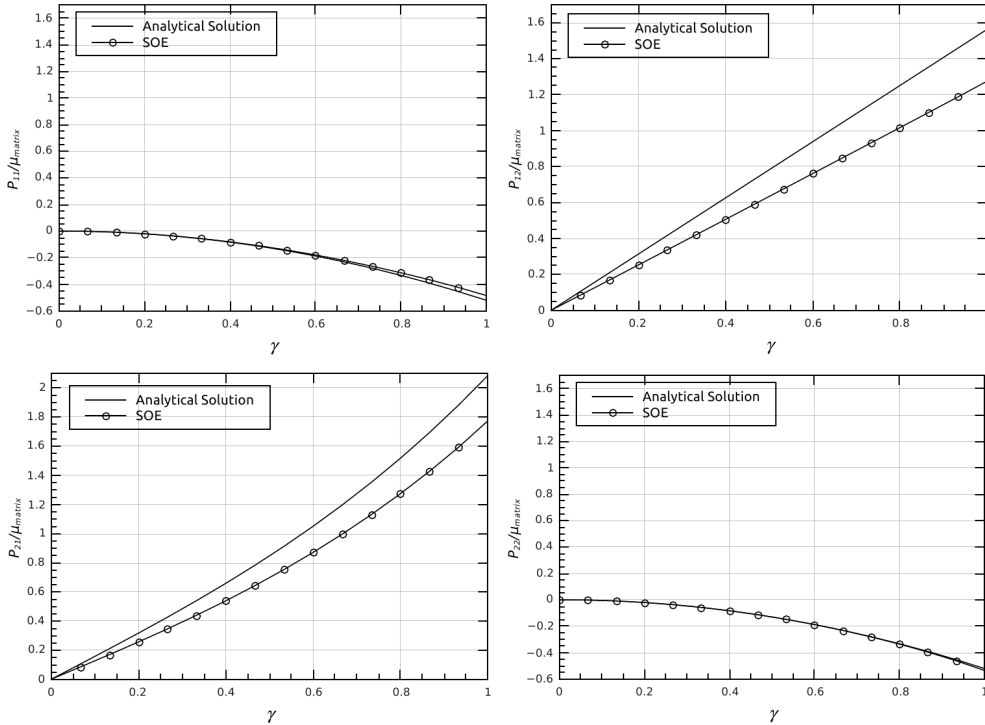 Analytical Solution
SOE
1.6
1.4
1.2
1
0.8
0.6
0.4
0.2
0
−0.2
−0.4
−0.6
P11/μmatrix
0 0.2 0.4 0.6 0.8 1
γ
Analytical Solution
SOE
1.6
1.4
1.2
1
0.8
0.6
0.4
0.2
0
P12/μmatrix
0 0.2 0.4 0.6 0.8
γ
Analytical Solution
SOE
2
1.8
1.6
1.4
1.2
1
0.8
0.6
0.4
0.2
0
P21/μmatrix
0 0.2 0.4 0.6 0.8 1
γ
Analytical Solution
SOE
1.6
1.4
1.2
1
0.8
0.6
0.4
0.2
0
−0.2
−0.4
−0.6
P22/μmatrix
0 0.2 0.4 0.6 0.8 1
γ